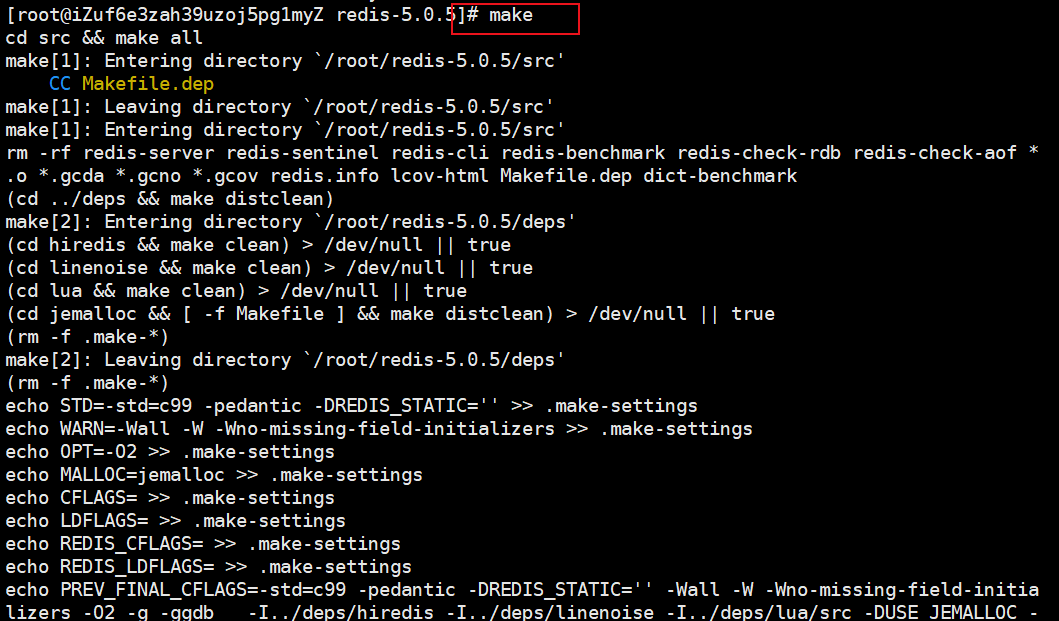 [root@iZuf6e3zah39uzoj5pg1myZ redis-5.0.5]# make
cd src && make all
make[1]: Entering directory `/root/redis-5.0.5/src'
    CC Makefile.dep
make[1]: Leaving directory `/root/redis-5.0.5/src'
make[1]: Entering directory `/root/redis-5.0.5/src'
rm -rf redis-server redis-sentinel redis-cli redis-benchmark redis-check-rdb redis-check-aof *
.o *.gcda *.gcno *.gcov redis.info lcov-html Makefile.dep dict-benchmark
(cd ../deps && make distclean)
make[2]: Entering directory `/root/redis-5.0.5/deps'
(cd hiredis && make clean) > /dev/null || true
(cd linenoise && make clean) > /dev/null || true
(cd lua && make clean) > /dev/null || true
(cd jemalloc && [ -f Makefile ] && make distclean) > /dev/null || true
(rm -f .make-*)
make[2]: Leaving directory `/root/redis-5.0.5/deps'
(rm -f .make-*)
echo STD=-std=c99 -pedantic -DREDIS_STATIC='' >> .make-settings
echo WARN=-Wall -W -Wno-missing-field-initializers >> .make-settings
echo OPT=-O2 >> .make-settings
echo MALLOC=jemalloc >> .make-settings
echo CFLAGS= >> .make-settings
echo LDFLAGS= >> .make-settings
echo REDIS_CFLAGS= >> .make-settings
echo REDIS_LDFLAGS= >> .make-settings
echo PREV_FINAL_CFLAGS=-std=c99 -pedantic -DREDIS_STATIC='' -Wall -W -Wno-missing-field-initia
lizers -O2 -g -ggdb   -I../deps/hiredis -I../deps/linenoise -I../deps/lua/src -DUSE_JEMALLOC -